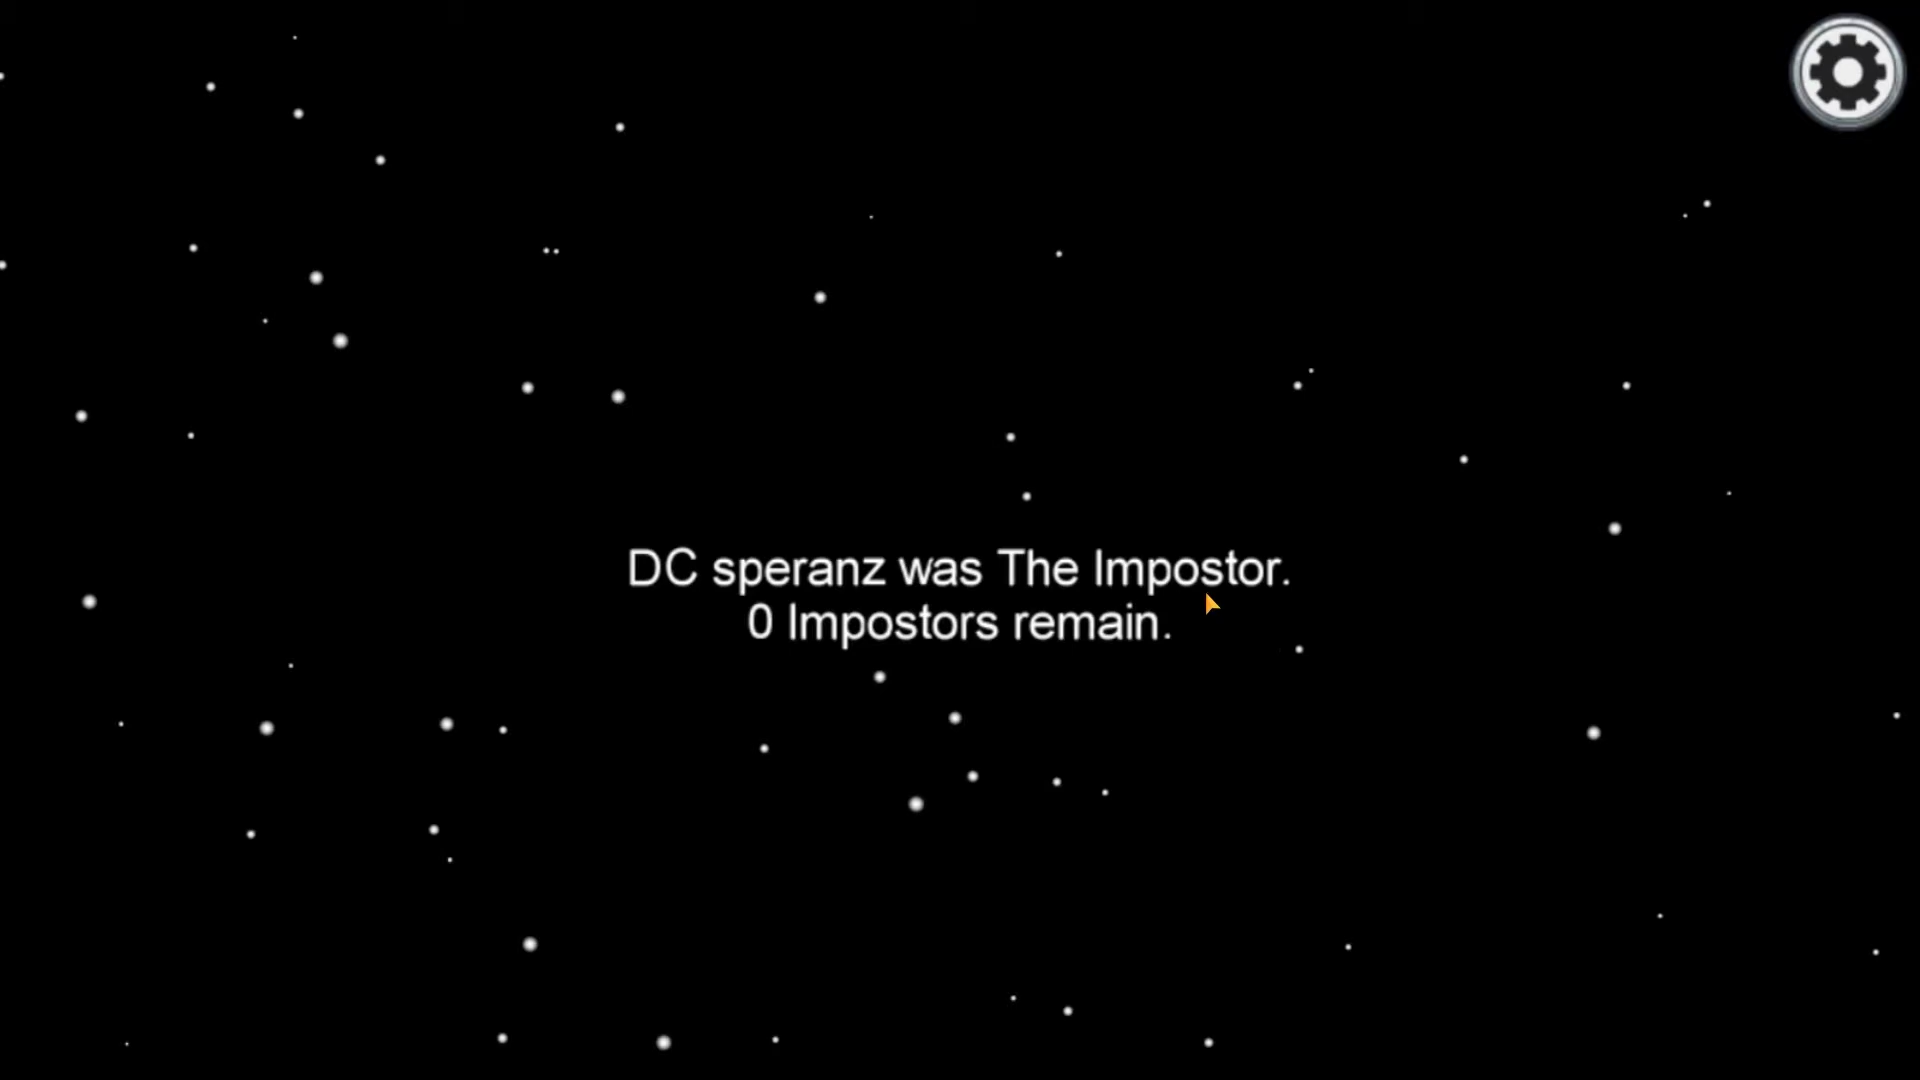 DC speranz was The Impostor.
0 Impostors remain.